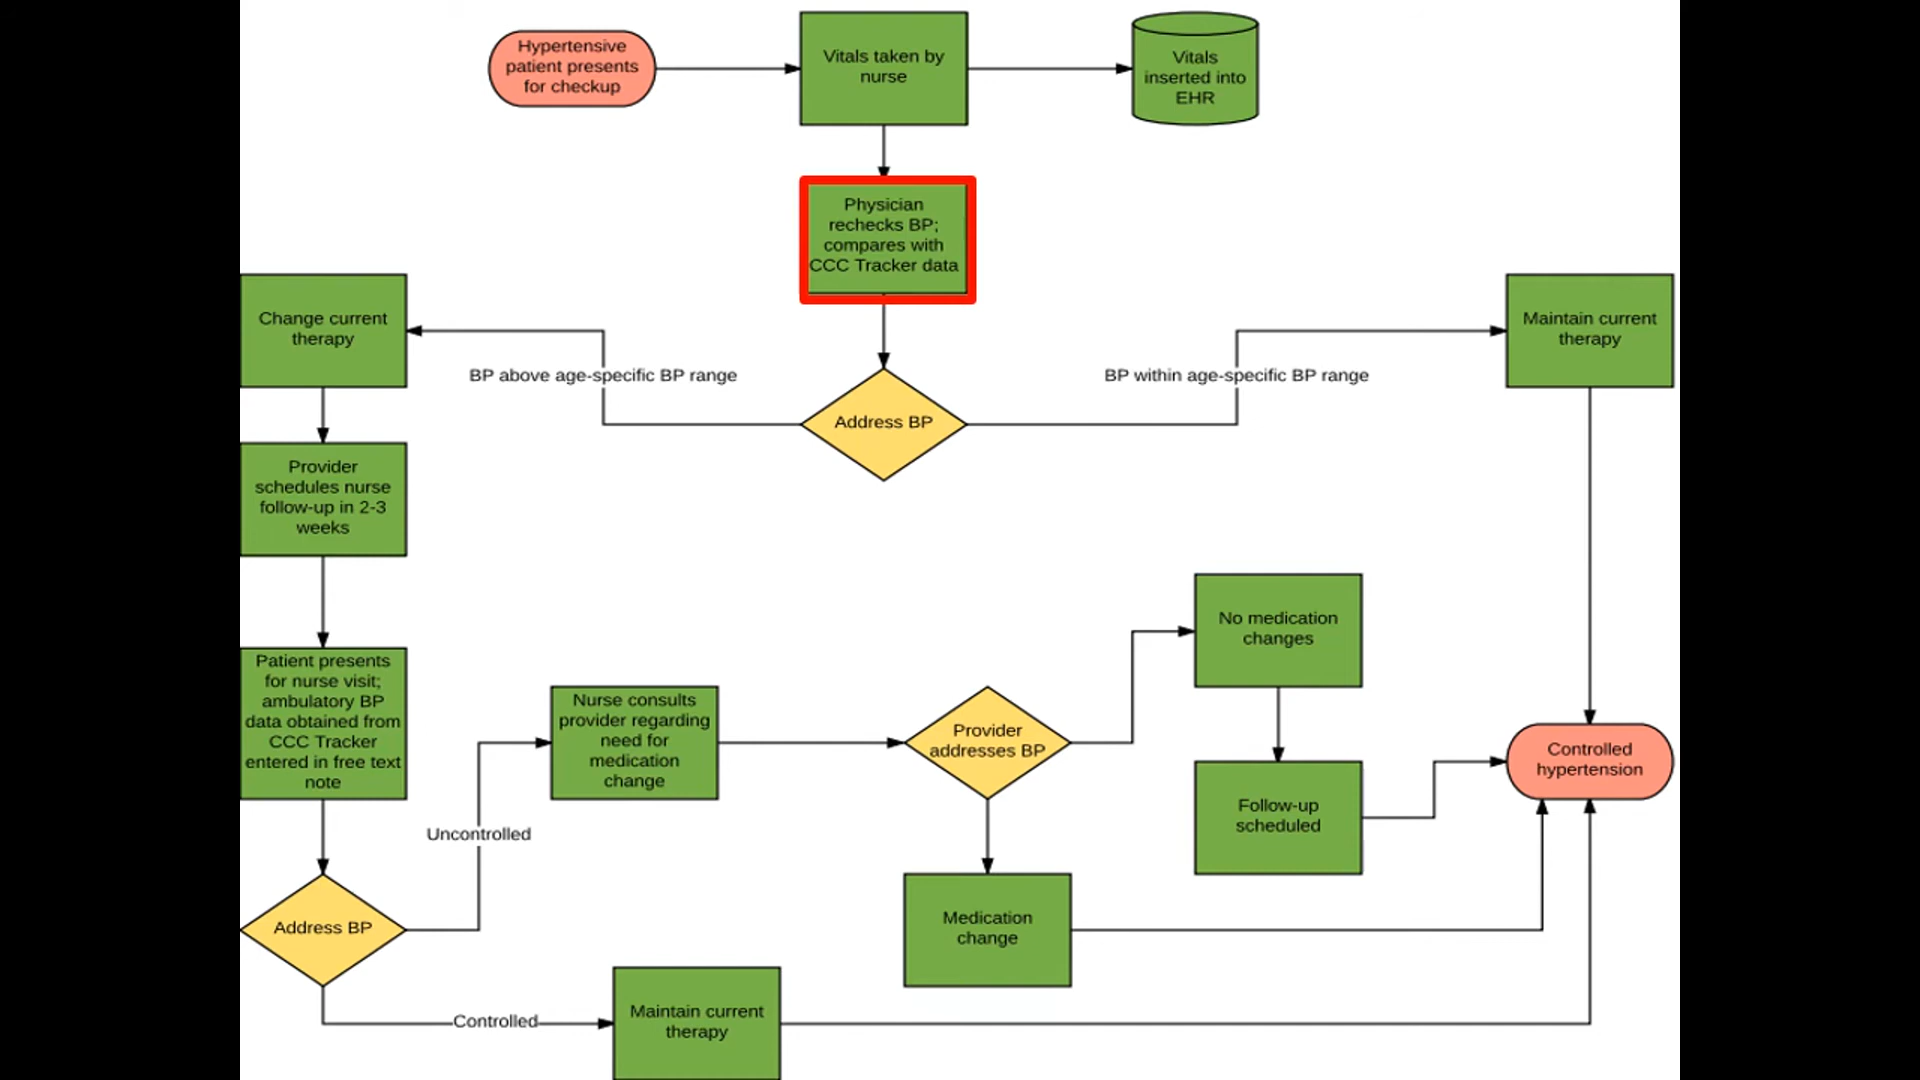 Hypertensive
patient presents
for checkup
Vitals taken by
nurse
Vitals
inserted into
EHR
Physician
rechecks BP;
compares with
CCC Tracker data
Change current
therapy
Maintain current
therapy
BP above age-specific BP range
BP within age-specific BP range
Address BP
Provider
schedules nurse
follow-up in 2-3
weeks
No medication
changes
Patient presents
for nurse visit;
ambulatory BP
data obtained from
CCC Tracker
entered in free text
note
Nurse consults
provider regarding
need for
medication
change
Provider
addresses BP
Controlled
hypertension
Follow-up
scheduled
Uncontrolled
Address BP
Medication
change
Controlled
Maintain current
therapy